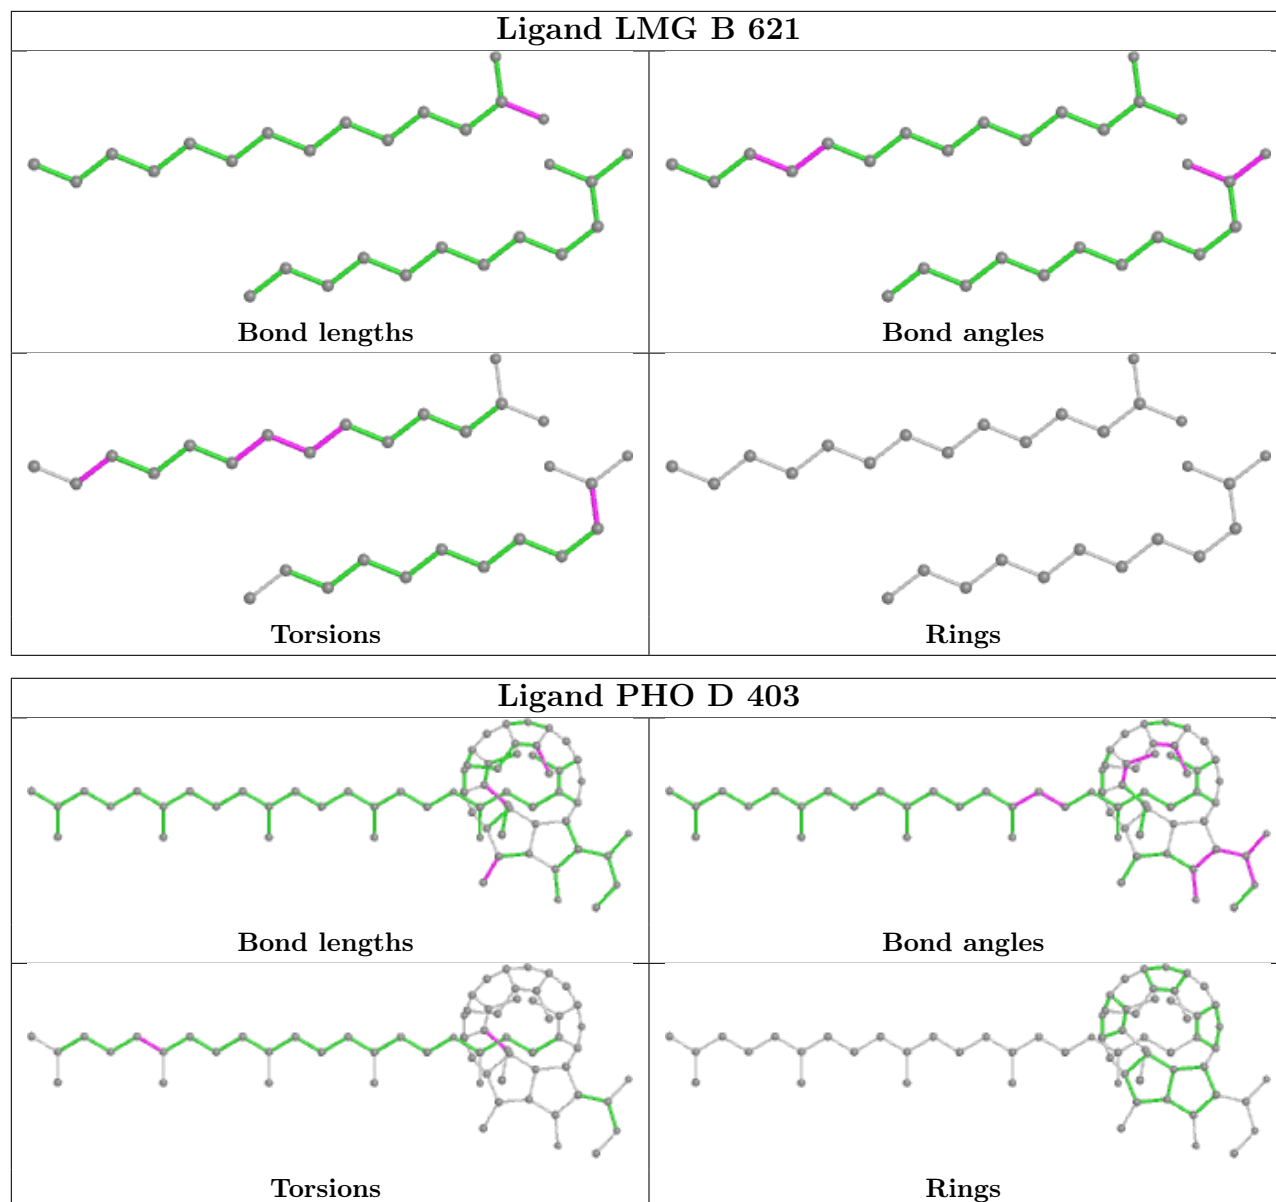 Ligand LMG B 621
Bond lengths
Bond angles
Torsions
Rings
Ligand PHO D 403
Bond lengths
Bond angles
Torsions
Rings